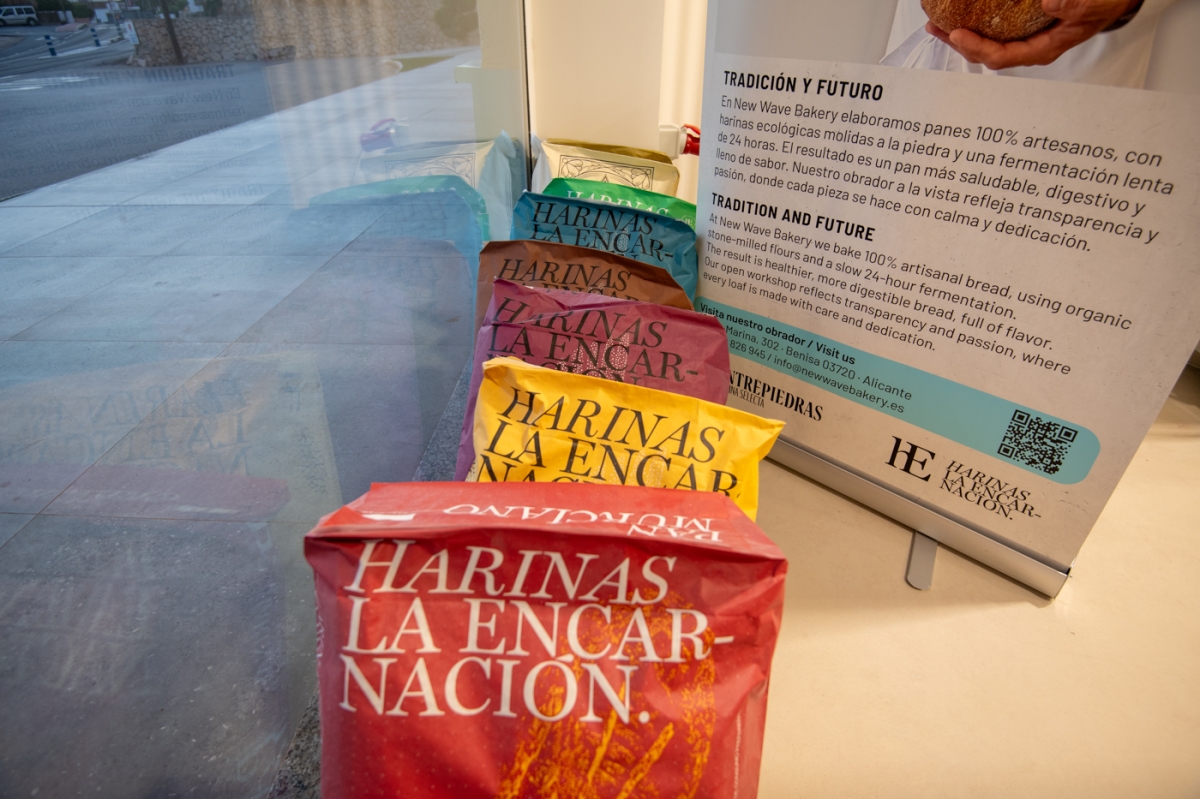 HARINAS
HARINAS
LA ENCAR-
HARINAS
LA ENCAR-
HARINAS
LA ENCAR-
NACIÓN
HARINAS
LA ENCAR-
NACIÓN
PAN
MURCIANO
HARINAS
LA ENCAR-
NACIÓN.
TRADICIÓN Y FUTURO
En New Wave Bakery elaboramos panes 100% artesanos, con
harinas ecológicas molidas a la piedra y una fermentación lenta
de 24 horas. El resultado es un pan más saludable, digestivo y
lleno de sabor. Nuestro obrador a la vista refleja transparencia y
pasión, donde cada pieza se hace con calma y dedicación.
TRADITION AND FUTURE
At New Wave Bakery we bake 100% artisanal bread, using organic
stone-milled flours and a slow 24-hour fermentation.
The result is healthier, more digestible bread, full of flavor.
Our open workshop reflects transparency and passion, where
every loaf is made with care and dedication.
Visita nuestro obrador / Visit us
Marina, 302 · Benisa 03720 · Alicante
826 945 / info@newwavebakery.es
NTREPIEDRAS
SELECTA
HE
HARINAS
LA ENCAR-
NACIÓN.